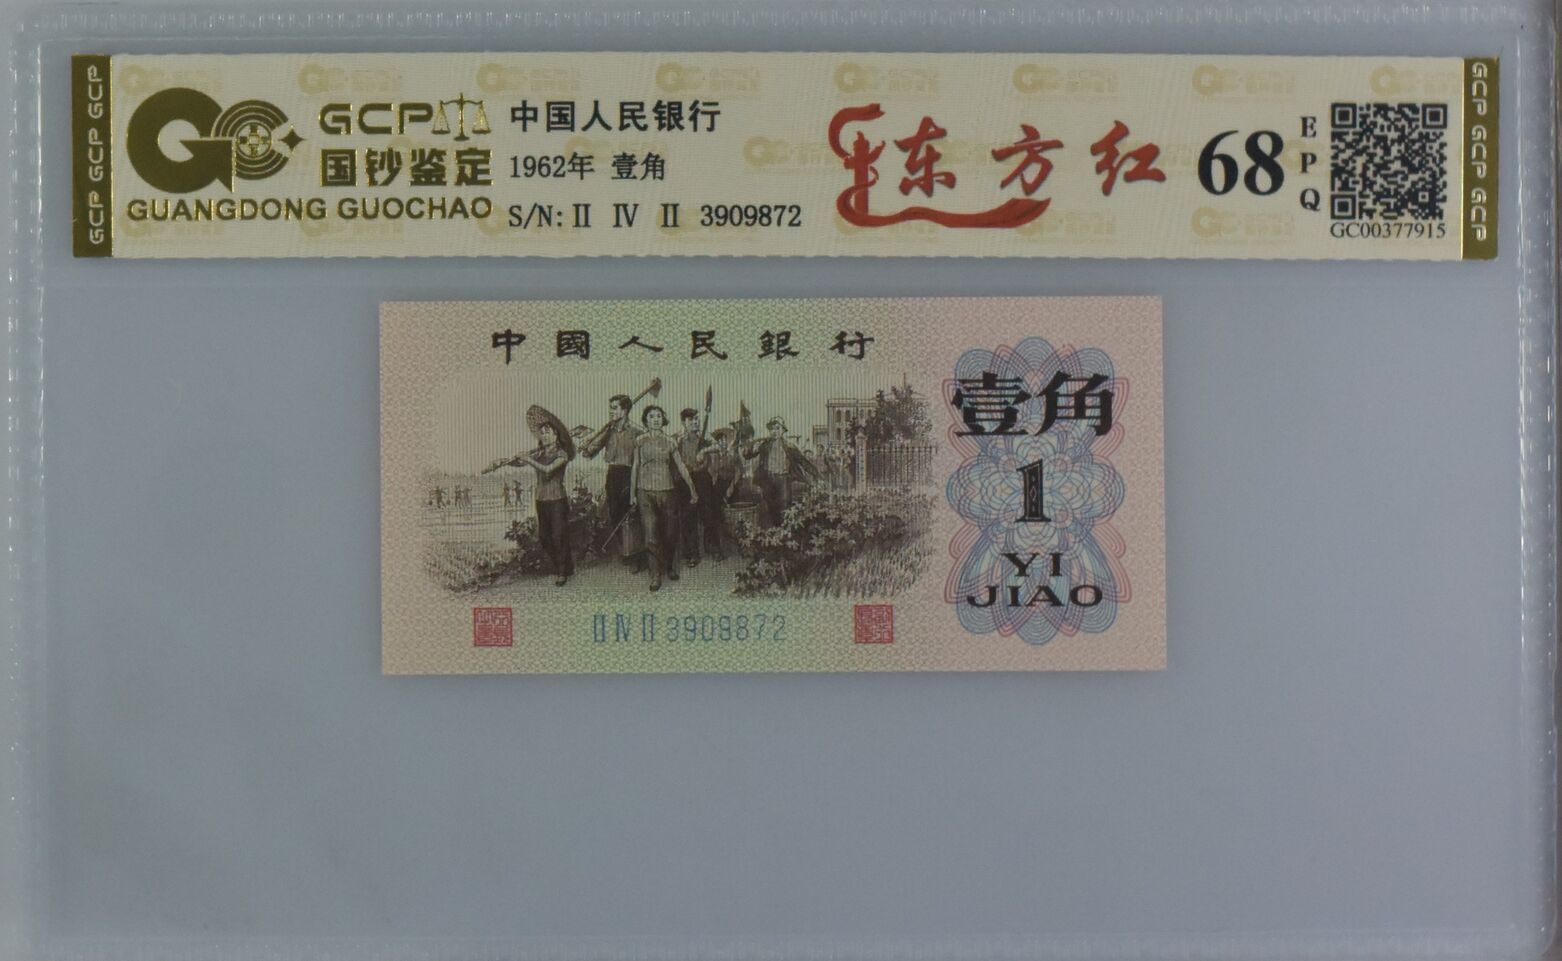 GCP GCP GCP
GCP
国钞鉴定
GUANGDONG GUOCHAO
中国人民银行
1962年 壹角
S/N: II IV II 3909872
东方红
68
EPQ
GC00377915
GCP GCP GCP
中國人民銀行
壹角
1
YI
JIAO
II IV II 3909872